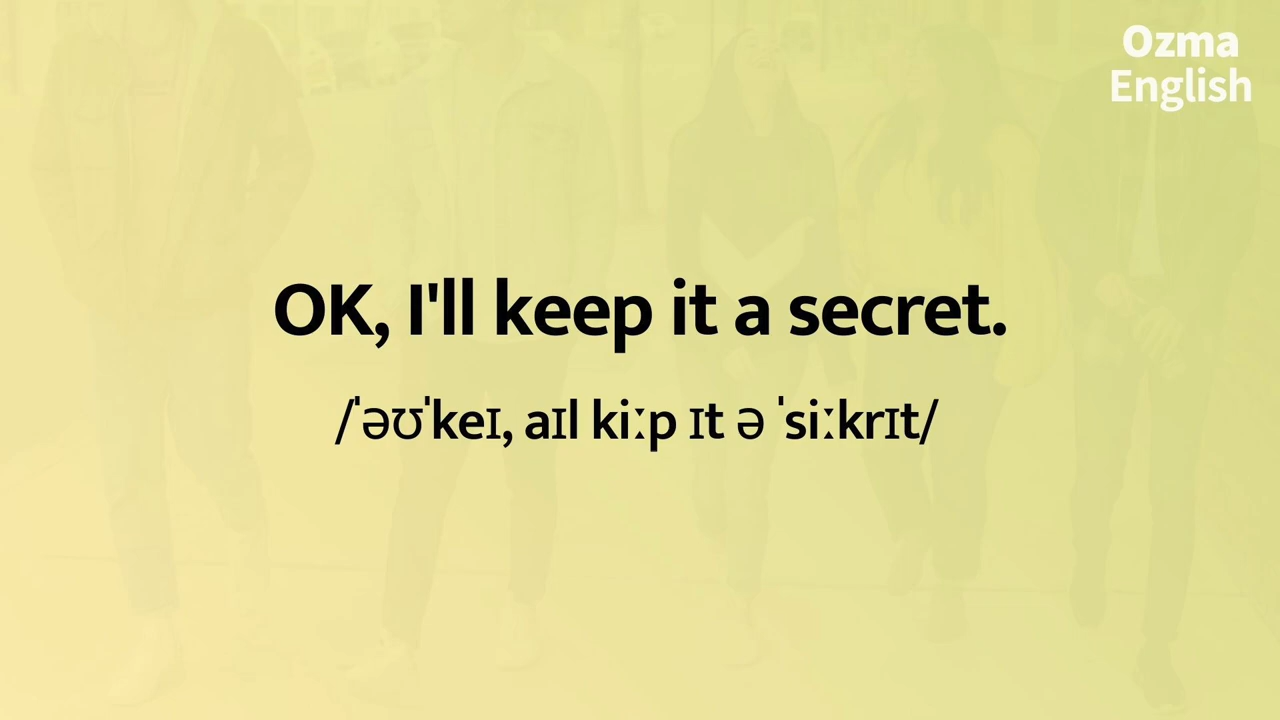 Ozma
English
OK, I'll keep it a secret.
/ˈəʊˈkeɪ, aɪl kiːp ɪt ə ˈsiːkrɪt/